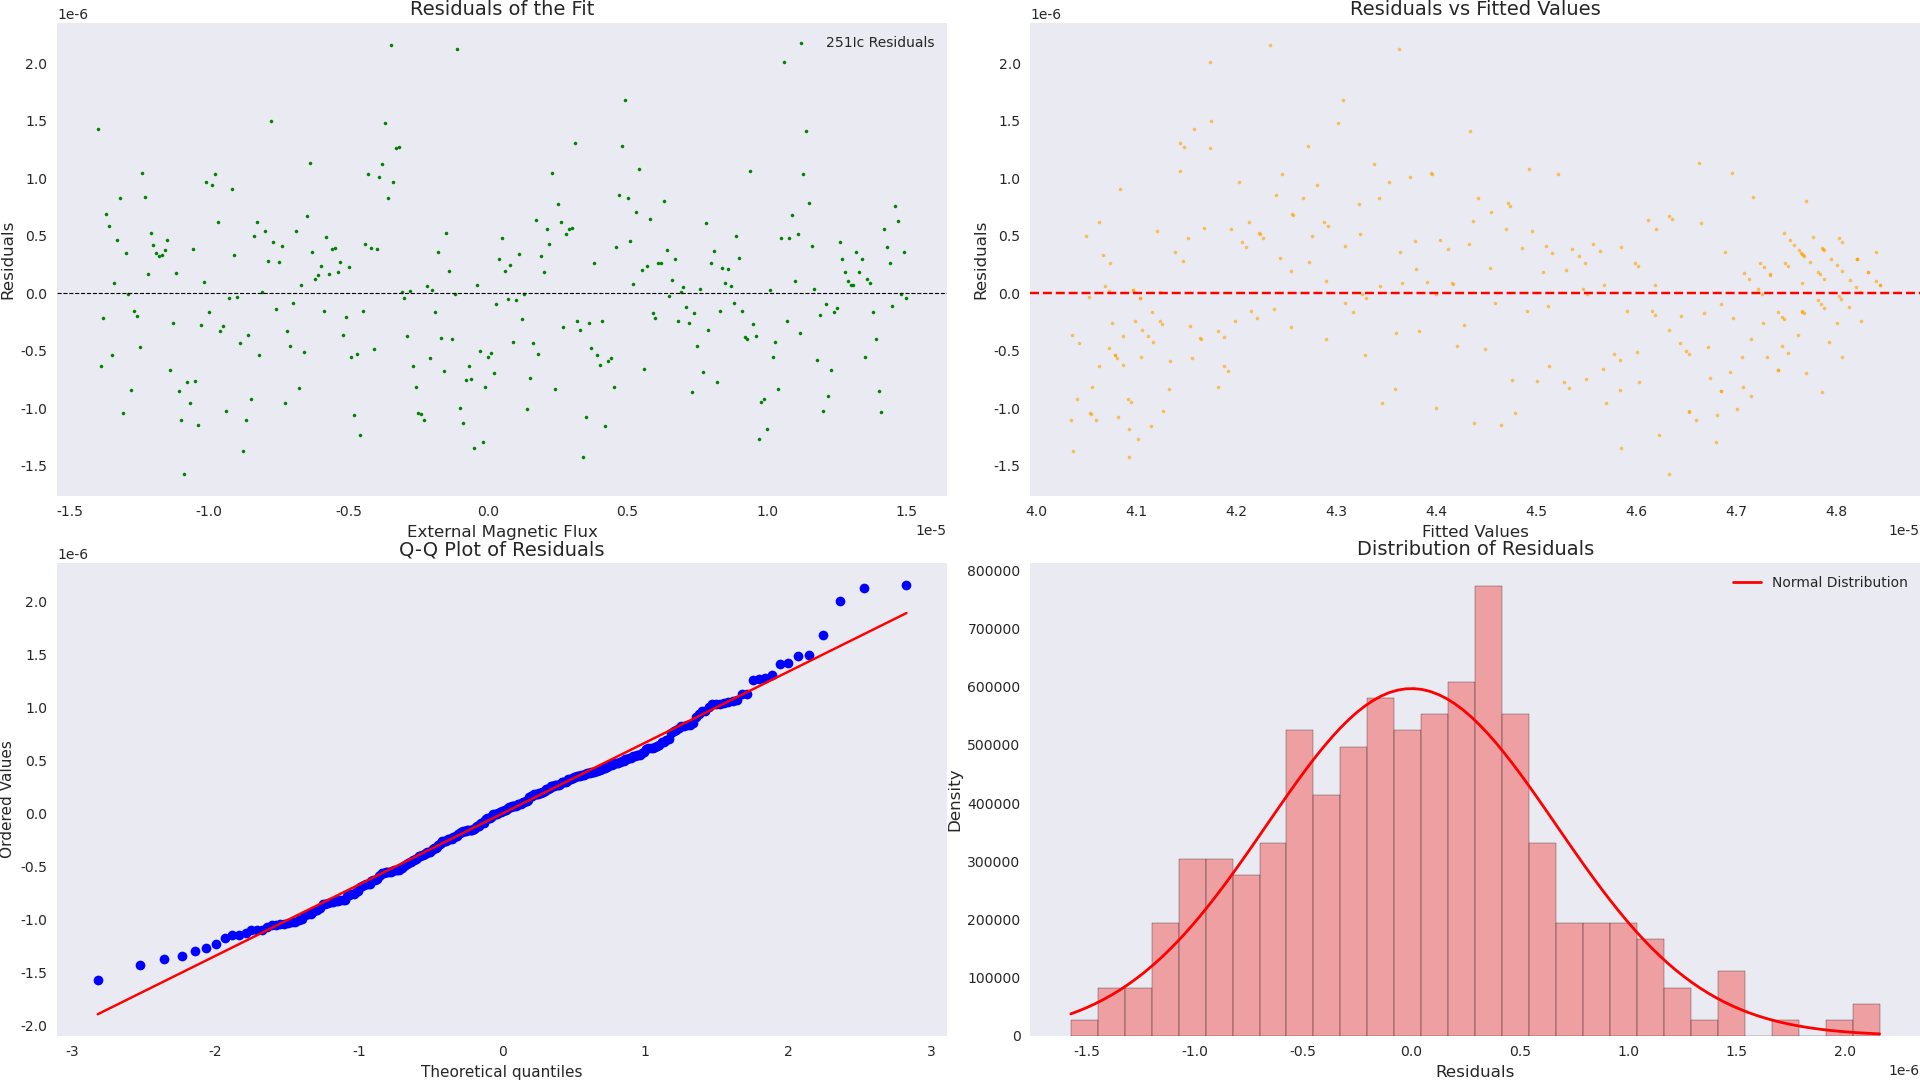 Residuals of the Fit
1e-6
251Ic Residuals
2.0
1.5
1.0
0.5
0.0
-0.5
-1.0
-1.5
Residuals
-1.5 -1.0 -0.5 0.0 0.5 1.0 1.5
1e-5
External Magnetic Flux
Residuals vs Fitted Values
1e-6
2.0
1.5
1.0
0.5
0.0
-0.5
-1.0
-1.5
Residuals
4.0 4.1 4.2 4.3 4.4 4.5 4.6 4.7 4.8
1e-5
Fitted Values
Q-Q Plot of Residuals
1e-6
2.0
1.5
1.0
0.5
0.0
-0.5
-1.0
-1.5
-2.0
Ordered Values
-3 -2 -1 0 1 2 3
Theoretical quantiles
Distribution of Residuals
Normal Distribution
800000
700000
600000
500000
400000
300000
200000
100000
0
Density
-1.5 -1.0 -0.5 0.0 0.5 1.0 1.5 2.0
1e-6
Residuals